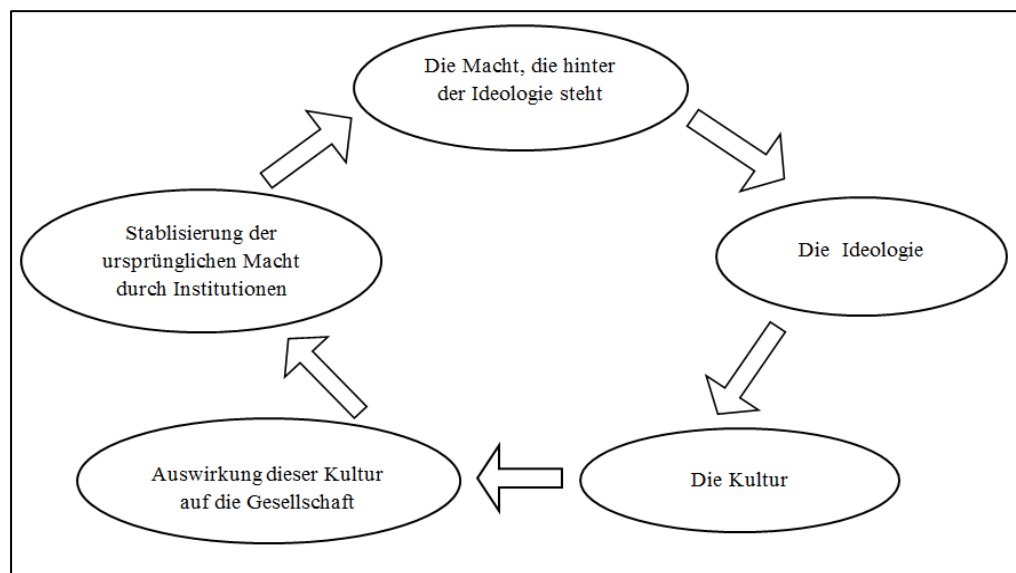 Die Macht, die hinter
der Ideologie steht
Die Ideologie
Die Kultur
Auswirkung dieser Kultur
auf die Gesellschaft
Stablisierung der
ursprünglichen Macht
durch Institutionen